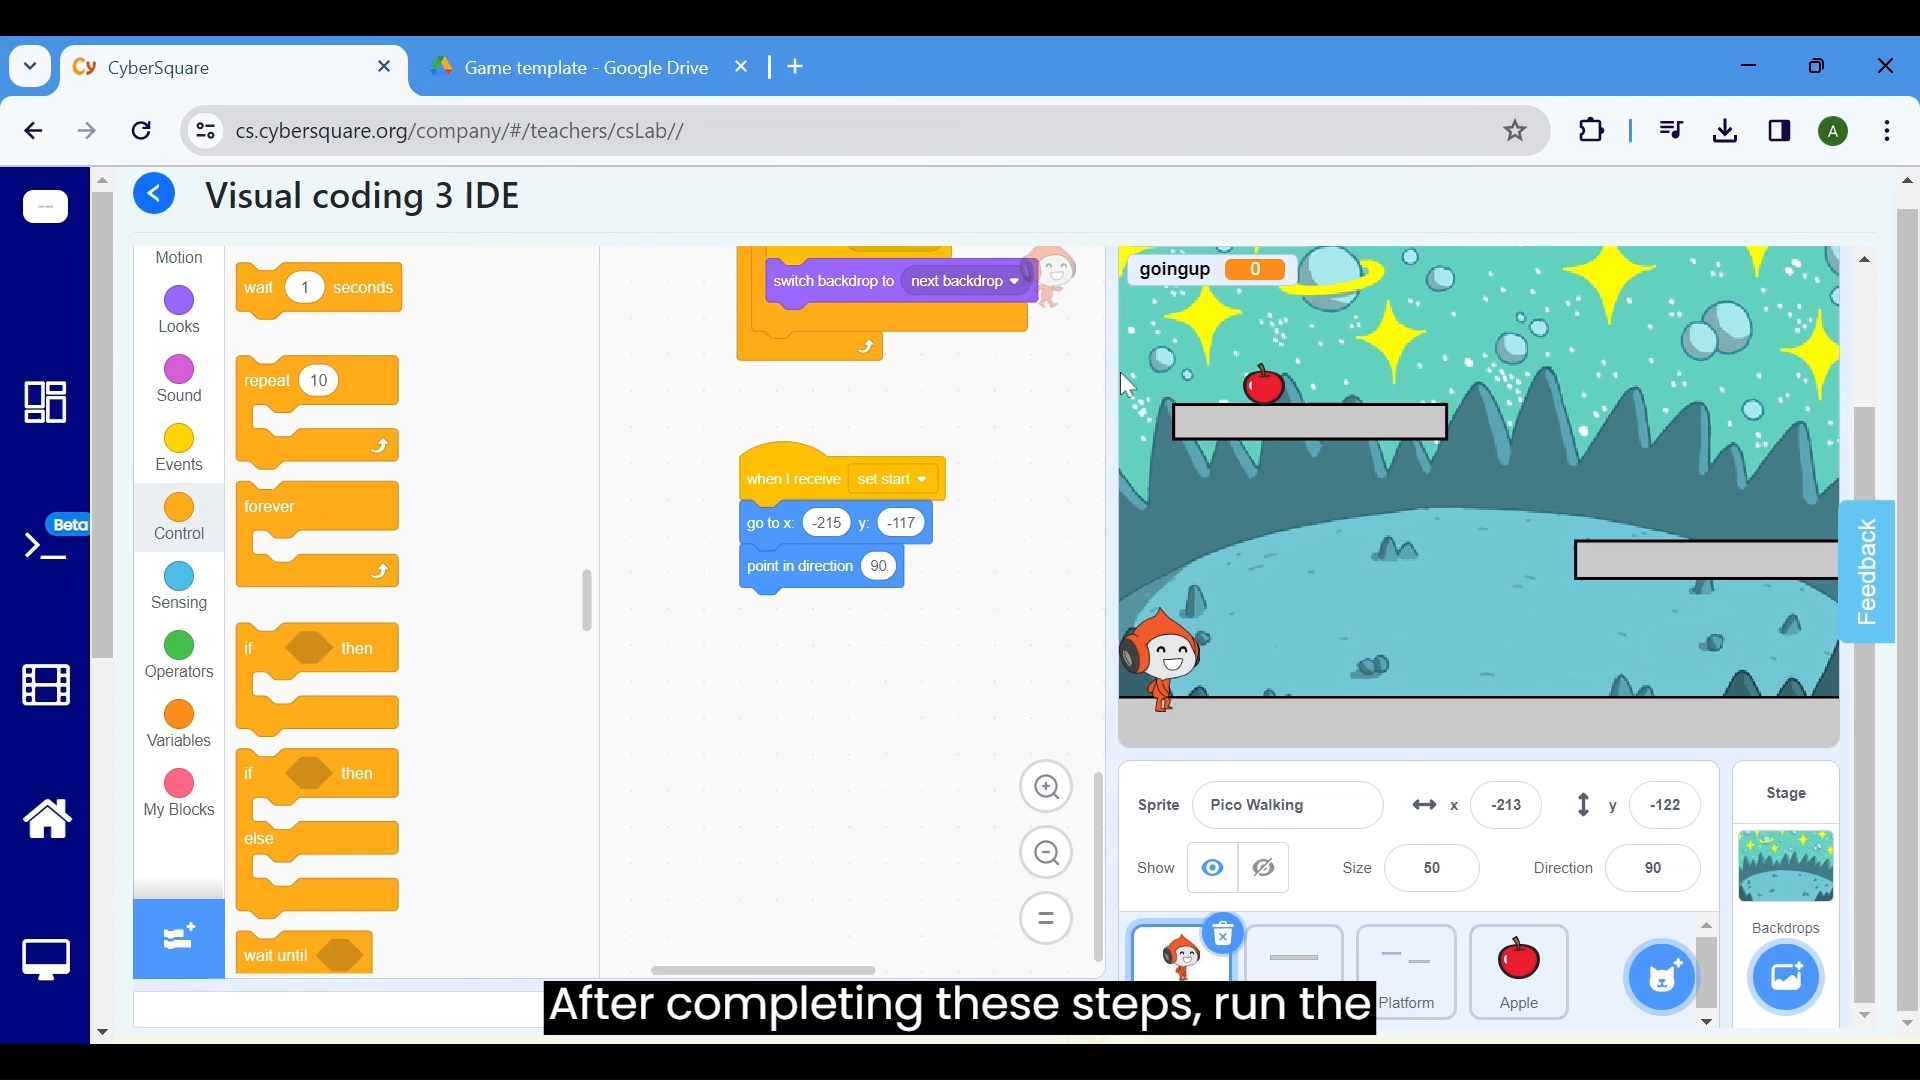 Cy CyberSquare
Game template - Google Drive
cs.cybersquare.org/company/#/teachers/csLab//
A
Visual coding 3 IDE
Beta
Motion
Looks
Sound
Events
Control
Sensing
Operators
Variables
My Blocks
wait 1 seconds
repeat 10
forever
if then
if then
else
wait until
switch backdrop to next backdrop
when I receive set start
go to x: -215 y: -117
point in direction 90
goingup 0
Feedback
Sprite Pico Walking x -213 y -122
Show Size 50 Direction 90
Stage
Backdrops
Platform
Apple
After completing these steps, run the